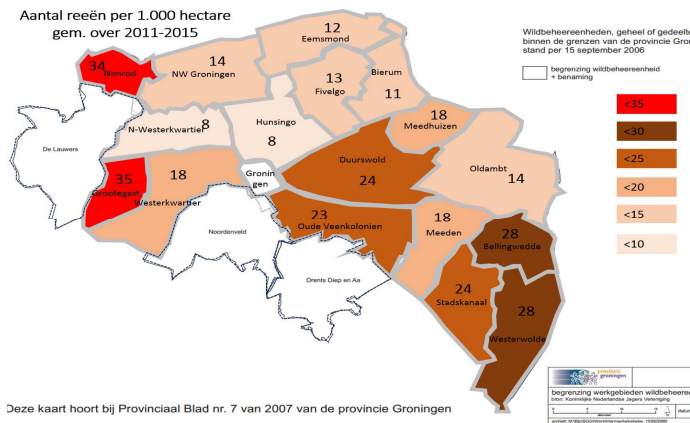 Aantal reeën per 1.000 hectare
gem. over 2011-2015
Wildbeheereenheden, geheel of gedeelte
binnen de grenzen van de provincie Gron
stand per 15 september 2006
begrenzing wildbeheereenheid
+ benaming
<35
<30
<25
<20
<15
<10
34
Nimrod
14
NW Groningen
12
Eemsmond
13
Fivelgo
Bierum
11
De Lauwers
N-Westerkwartier
8
Hunsingo
8
18
Meedhuizen
Duurswold
24
Oldambt
14
35
Grootegast
18
Westerkwartier
Gronin
gen
Noordenveld
23
Oude Veenkolonien
18
Meeden
28
Bellingwedde
Drents Diep en Aa
24
Stadskanaal
28
Westerwolde
provincie
groningen
begrenzing werkgebieden wildbeheeren
bron: Koninklijke Nederlandse Jagers Vereniging
Deze kaart hoort bij Provinciaal Blad nr. 7 van 2007 van de provincie Groningen